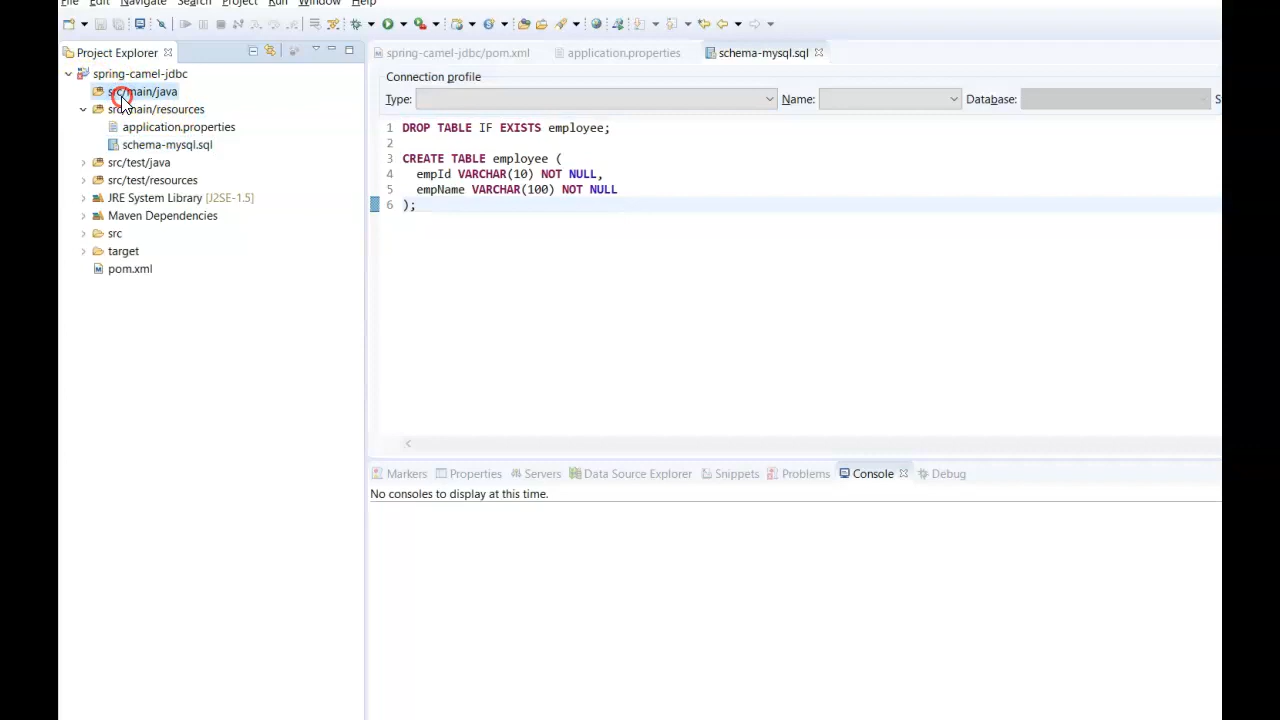 File Edit Navigate Search Project Run Window Help
Project Explorer
spring-camel-jdbc
src/main/java
src/main/resources
application.properties
schema-mysql.sql
src/test/java
src/test/resources
JRE System Library [J2SE-1.5]
Maven Dependencies
src
target
pom.xml
spring-camel-jdbc/pom.xml application.properties schema-mysql.sql
Connection profile
Type: Name: Database: S
1 DROP TABLE IF EXISTS employee;
2
3 CREATE TABLE employee (
4 empId VARCHAR(10) NOT NULL,
5 empName VARCHAR(100) NOT NULL
6 );
Markers Properties Servers Data Source Explorer Snippets Problems Console Debug
No consoles to display at this time.